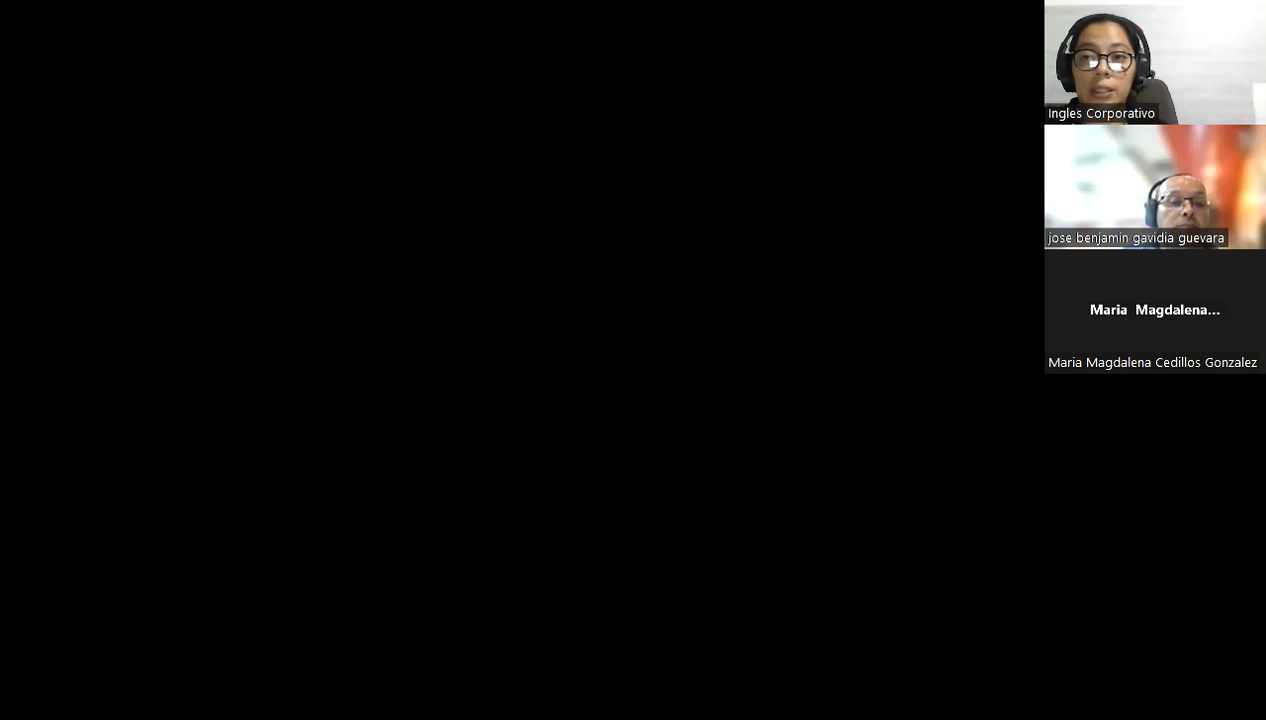 Ingles Corporativo
jose benjamin gavidia guevara
Maria Magdalena...
Maria Magdalena Cedillos Gonzalez